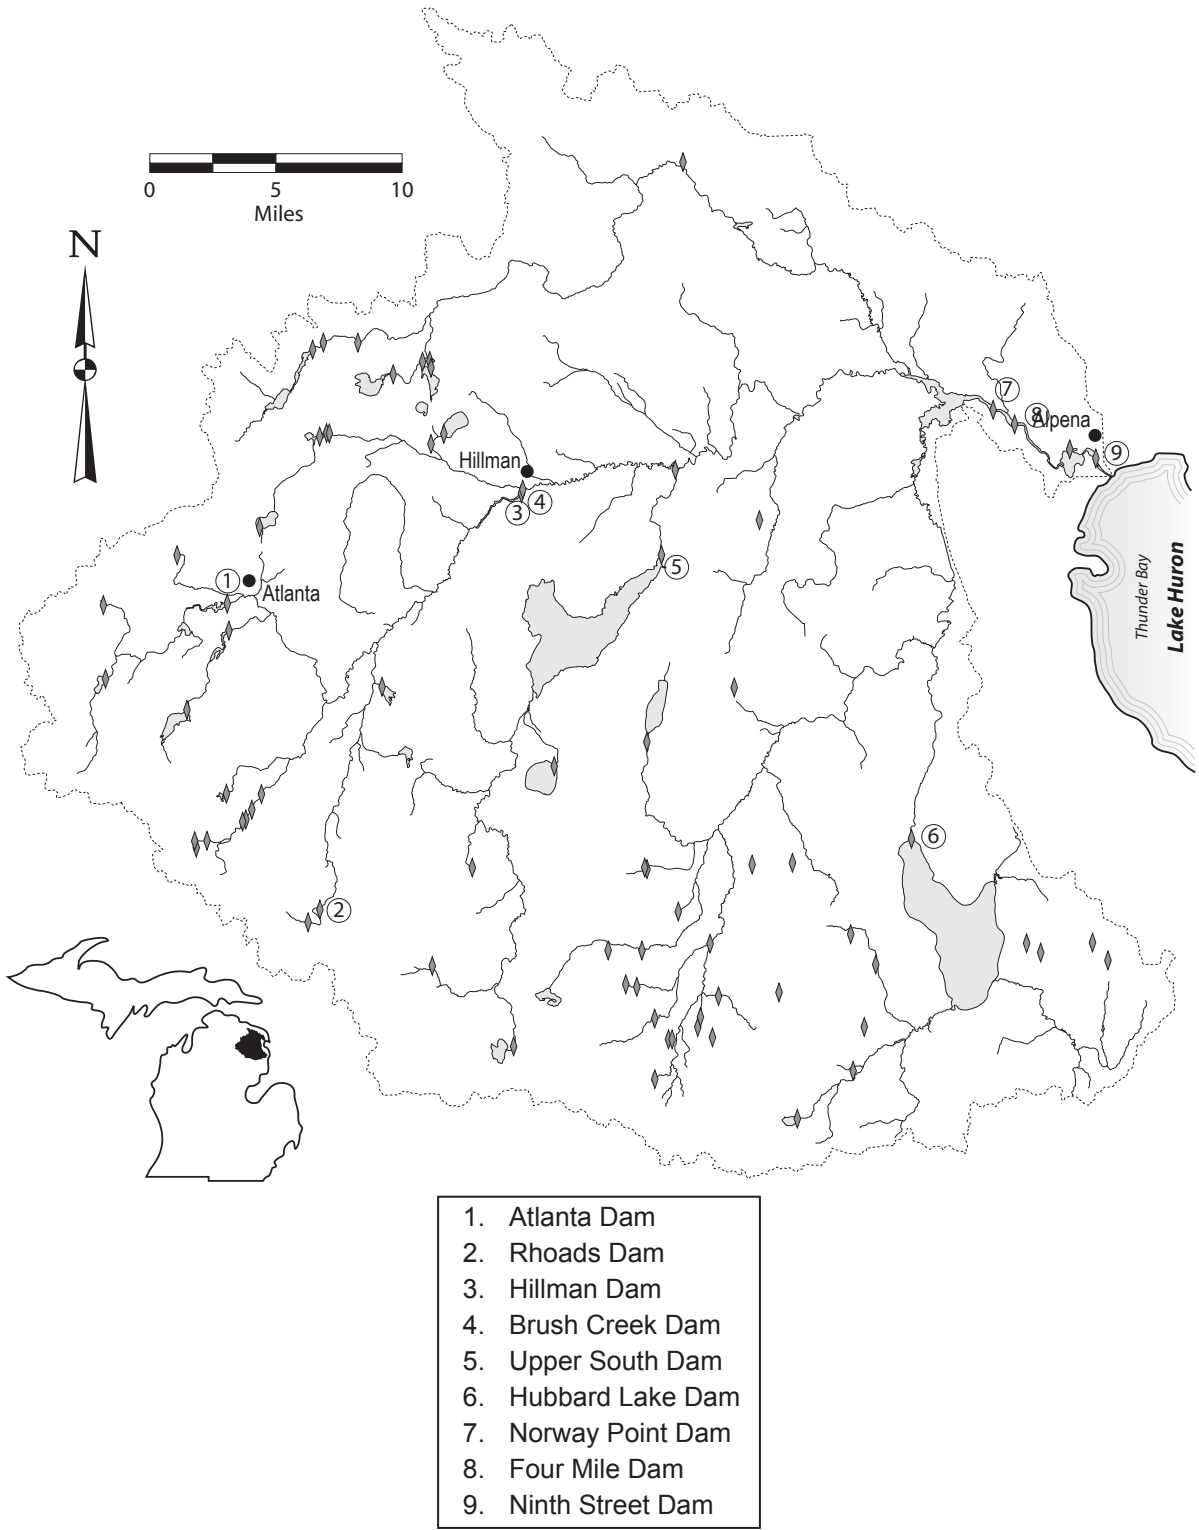 0 5 10
Miles
N
7
8
Alpena
9
Hillman
4
3
5
1
Atlanta
Thunder Bay
Lake Huron
6
2
1. Atlanta Dam
2. Rhoads Dam
3. Hillman Dam
4. Brush Creek Dam
5. Upper South Dam
6. Hubbard Lake Dam
7. Norway Point Dam
8. Four Mile Dam
9. Ninth Street Dam